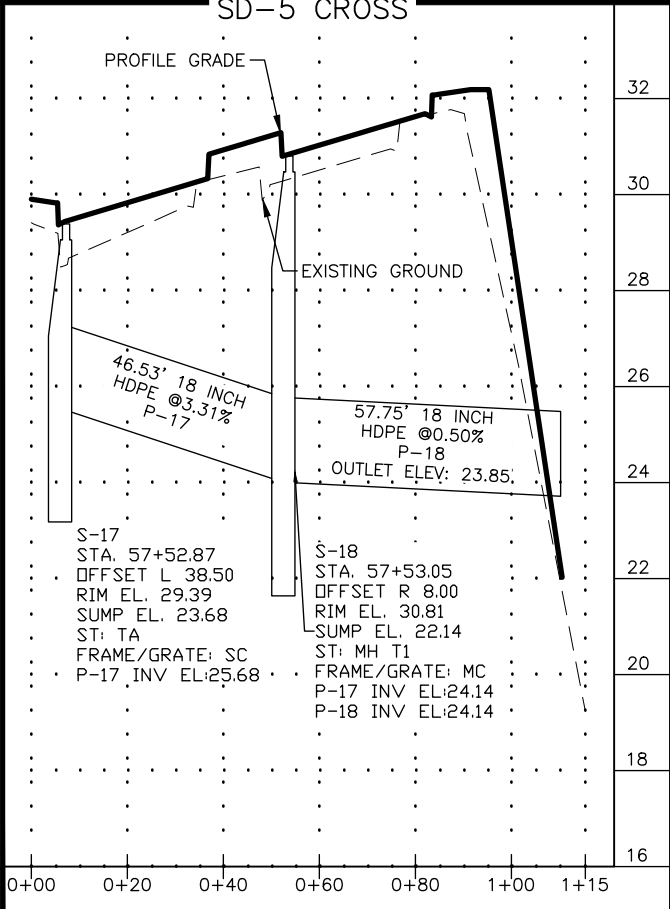 SD-5 CROSS
PROFILE GRADE
EXISTING GROUND
32
30
28
26
24
22
20
18
16
46.53' 18 INCH
HDPE @3.31%
P-17
57.75' 18 INCH
HDPE @0.50%
P-18
OUTLET ELEV: 23.85
S-17
STA. 57+52.87
OFFSET L 38.50
RIM EL. 29.39
SUMP EL. 23.68
ST: TA
FRAME/GRATE: SC
P-17 INV EL:25.68
S-18
STA. 57+53.05
OFFSET R 8.00
RIM EL. 30.81
SUMP EL. 22.14
ST: MH T1
FRAME/GRATE: MC
P-17 INV EL:24.14
P-18 INV EL:24.14
0+00 0+20 0+40 0+60 0+80 1+00 1+15